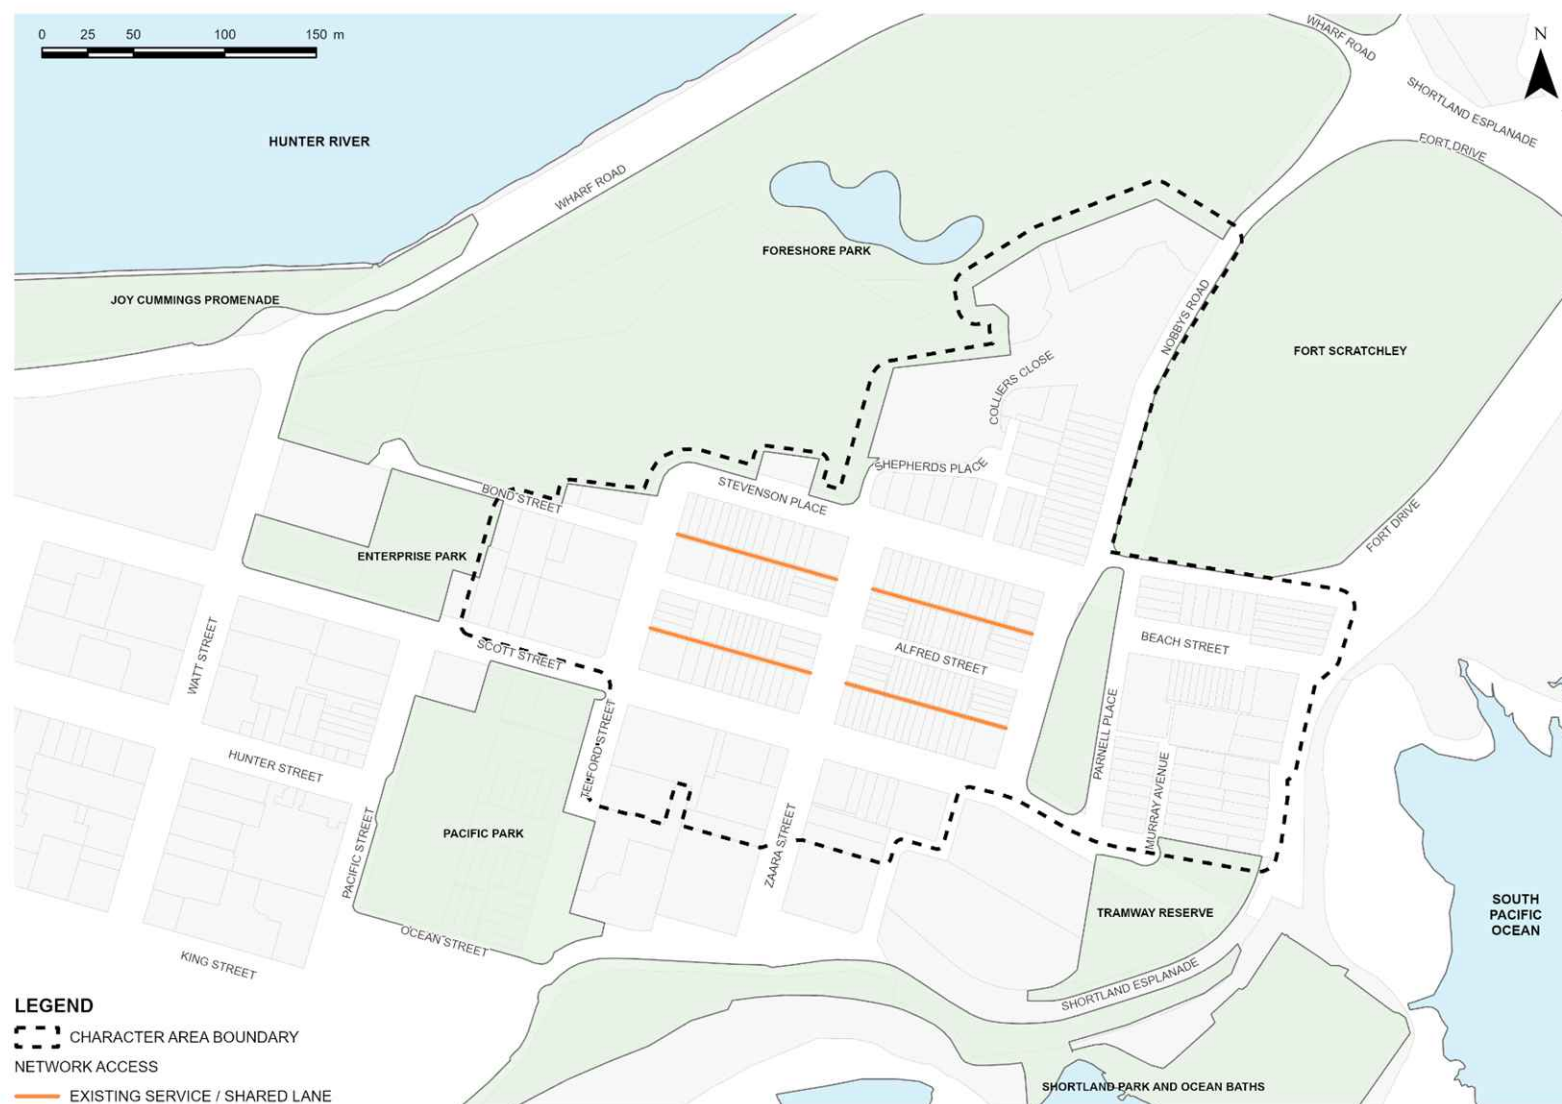 0 25 50 100 150 m
N
WHARF ROAD
SHORTLAND ESPLANADE
HUNTER RIVER
FORT DRIVE
WHARF ROAD
FORESHORE PARK
JOY CUMMINGS PROMENADE
NOBBYS ROAD
FORT SCRATCHLEY
COLLIERS CLOSE
SHEPHERDS PLACE
BOND STREET
STEVENSON PLACE
FORT DRIVE
ENTERPRISE PARK
WATT STREET
SCOTT STREET
ALFRED STREET
BEACH STREET
PARNELL PLACE
TELFORD STREET
HUNTER STREET
MURRAY AVENUE
PACIFIC STREET
PACIFIC PARK
ZAARA STREET
TRAMWAY RESERVE
SOUTH
PACIFIC
OCEAN
OCEAN STREET
KING STREET
SHORTLAND ESPLANADE
SHORTLAND PARK AND OCEAN BATHS
LEGEND
CHARACTER AREA BOUNDARY
NETWORK ACCESS
EXISTING SERVICE / SHARED LANE